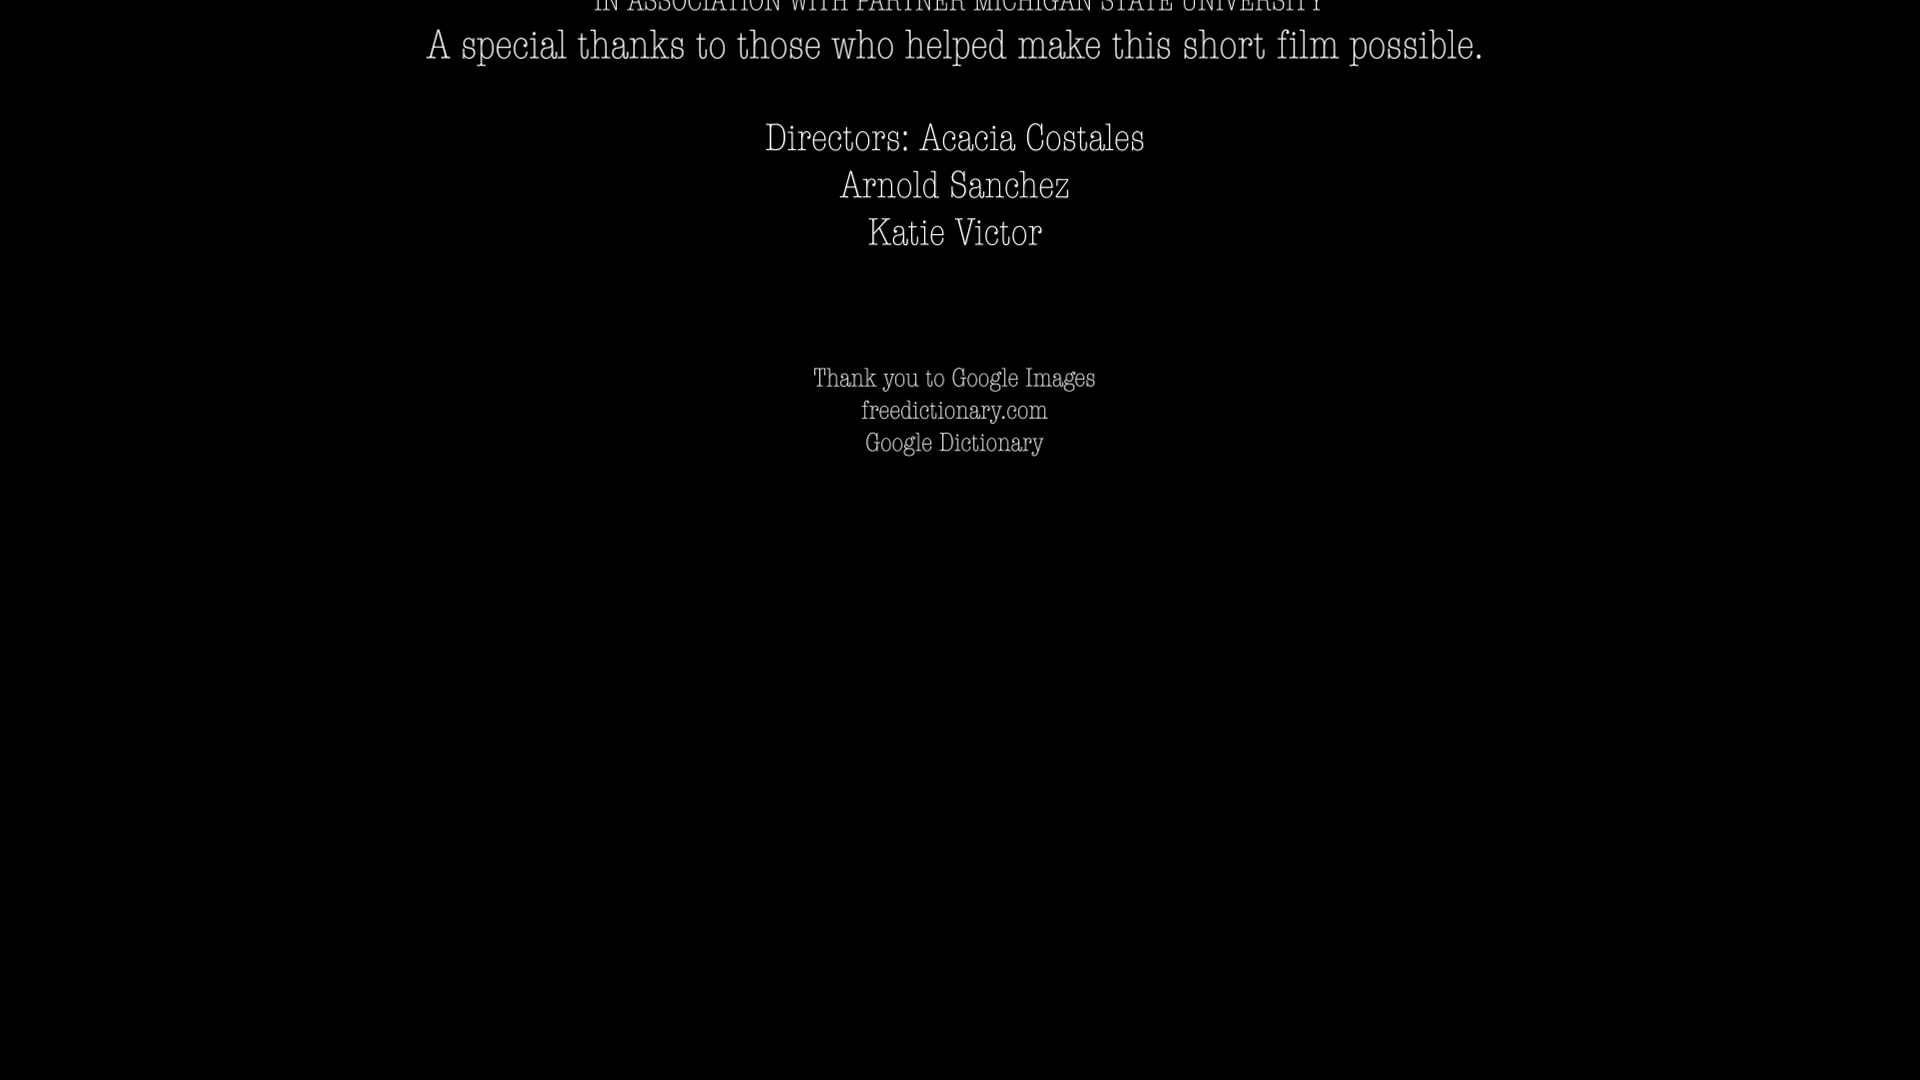 IN ASSOCIATION WITH PARTNER MICHIGAN STATE UNIVERSITY
A special thanks to those who helped make this short film possible.
Directors: Acacia Costales
Arnold Sanchez
Katie Victor
Thank you to Google Images
freedictionary.com
Google Dictionary